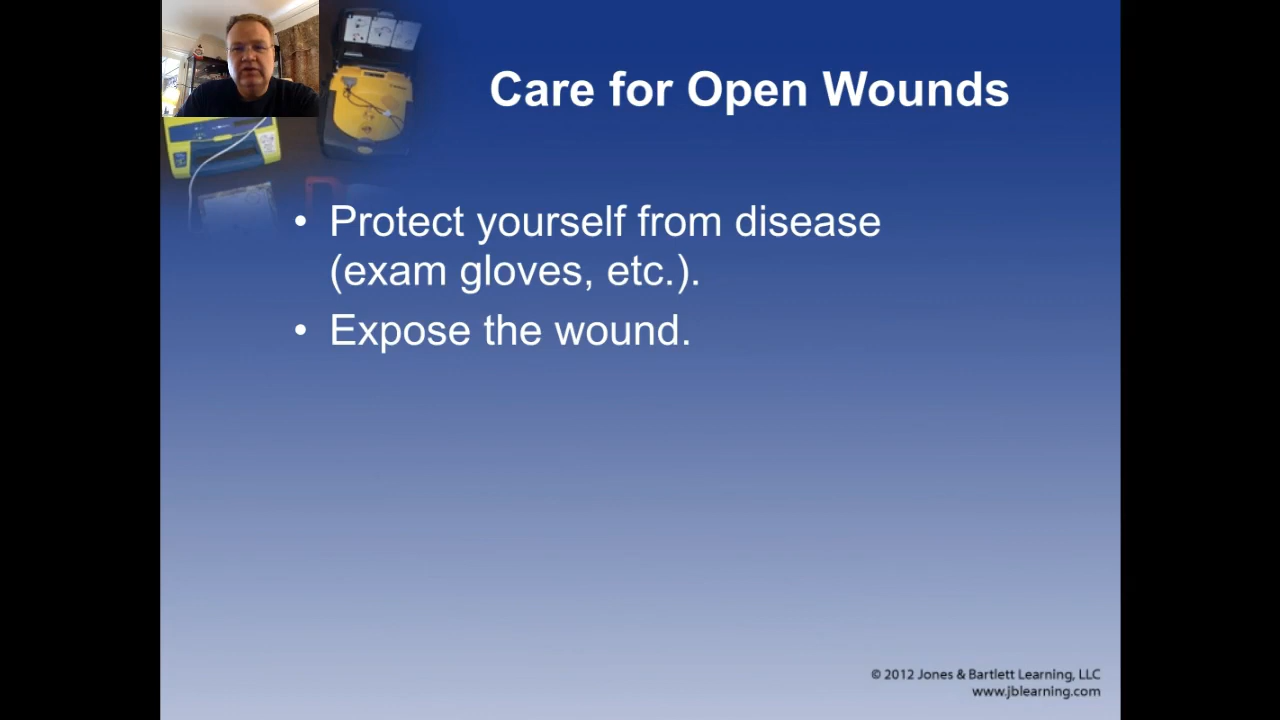 Care for Open Wounds
• Protect yourself from disease
(exam gloves, etc.).
• Expose the wound.
© 2012 Jones & Bartlett Learning, LLC
www.jblearning.com